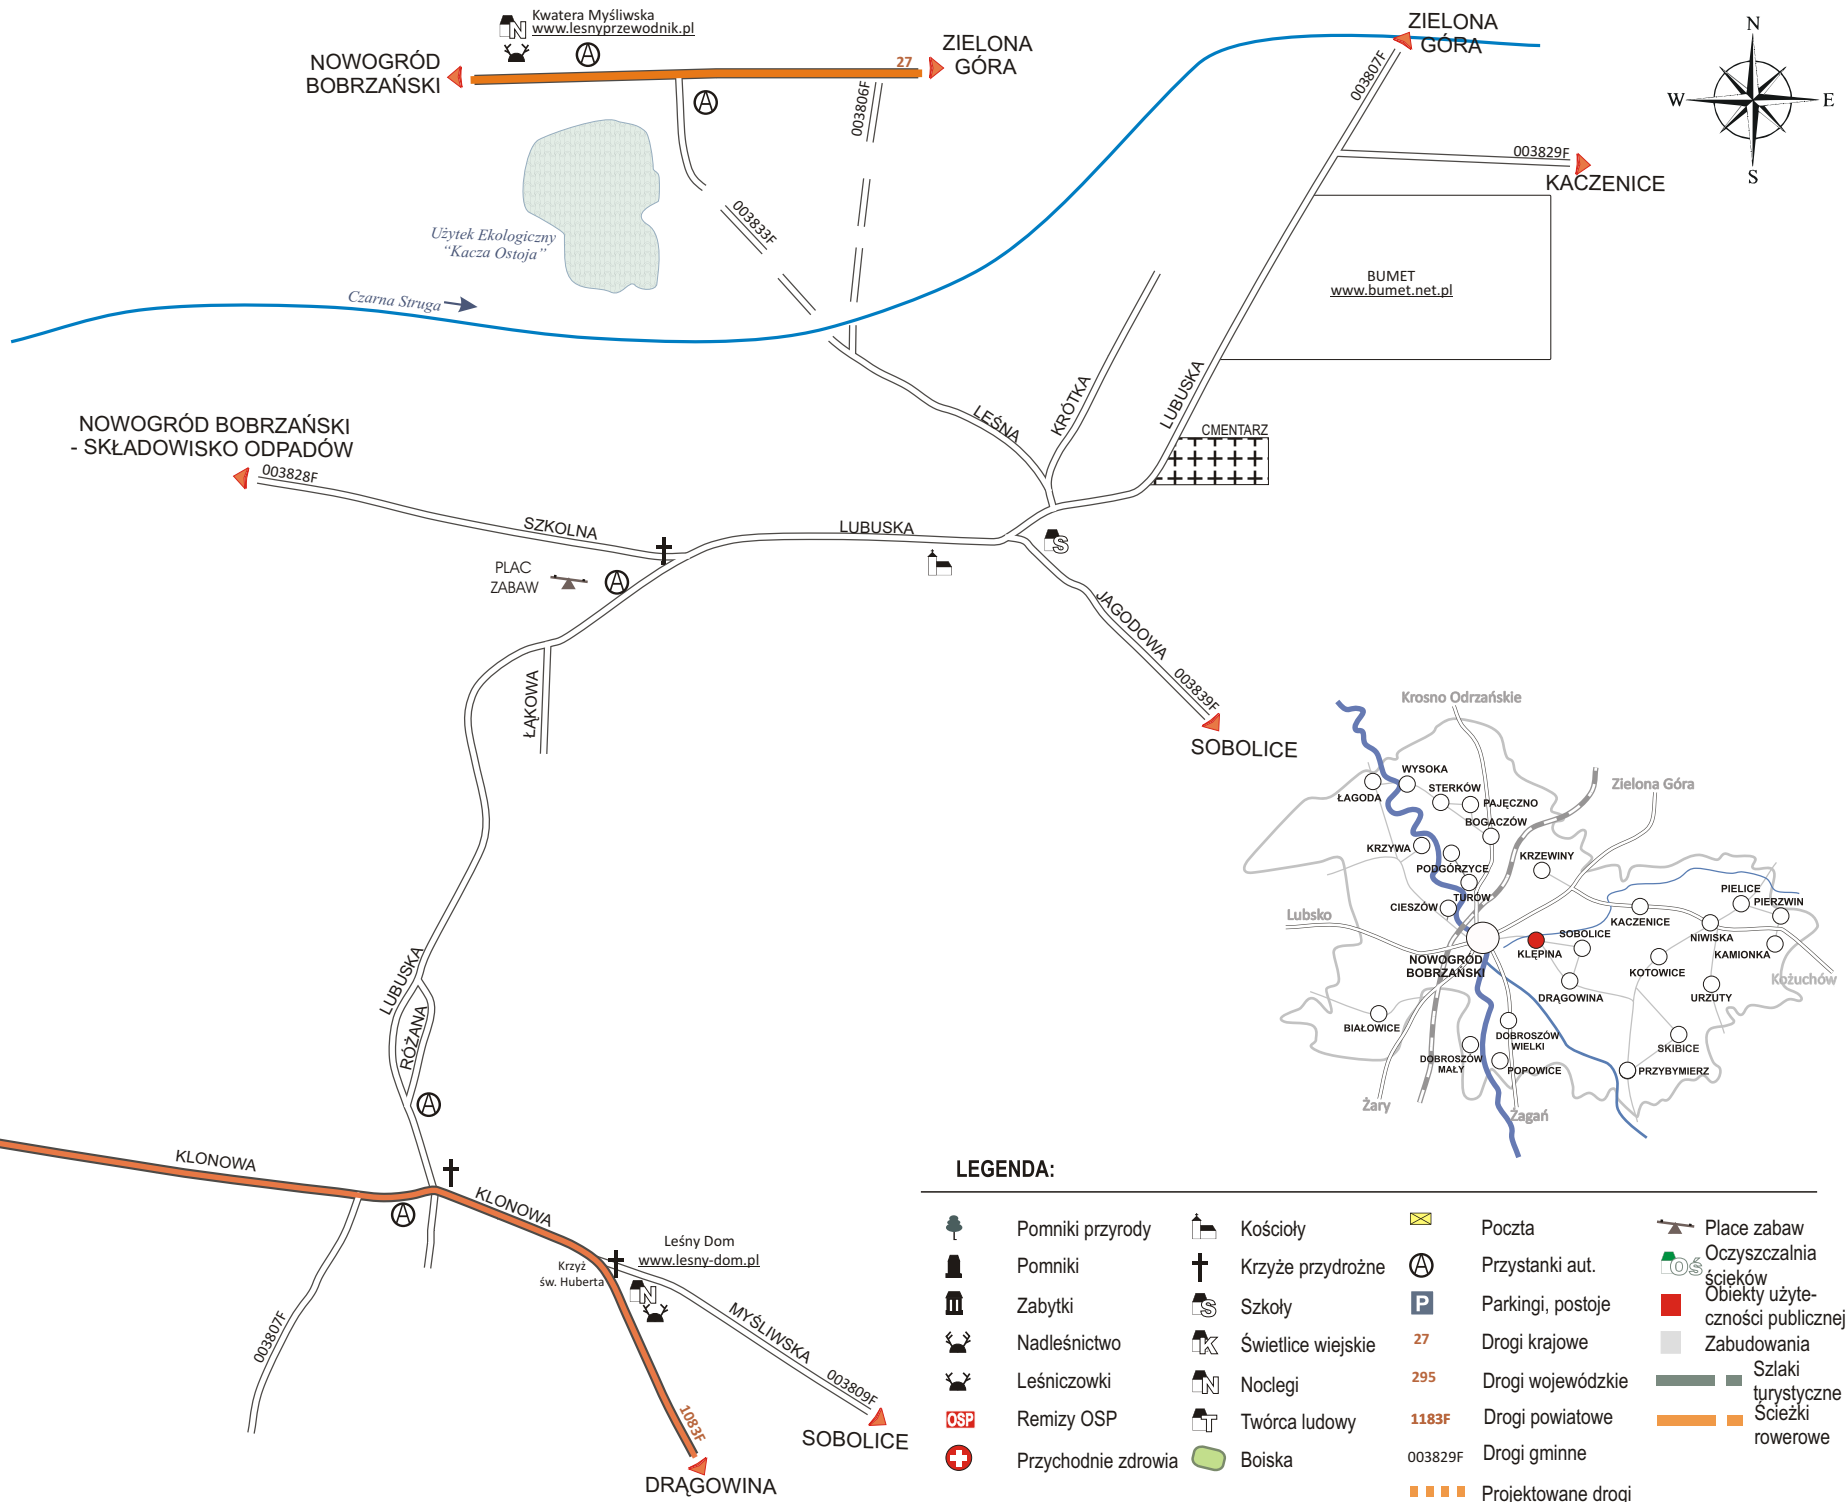 Kwatera Myśliwska
www.lesnyprzewodnik.pl
NOWOGRÓD
BOBRZAŃSKI
27
ZIELONA
GÓRA
ZIELONA
GÓRA
N
W
E
S
003806F
003807F
003829F
KACZENICE
003833F
Użytek Ekologiczny
“Kacza Ostoja”
Czarna Struga
BUMET
www.bumet.net.pl
KRÓTKA
LUBUSKA
LEŚNA
CMENTARZ
NOWOGRÓD BOBRZAŃSKI
- SKŁADOWISKO ODPADÓW
003828F
SZKOLNA
LUBUSKA
PLAC
ZABAW
JAGODOWA
003839F
SOBOLICE
ŁĄKOWA
LUBUSKA
RÓŻANA
KLONOWA
KLONOWA
Leśny Dom
www.lesny-dom.pl
Krzyż
św. Huberta
MYŚLIWSKA
003807F
003809F
SOBOLICE
1083F
DRĄGOWINA
Krosno Odrzańskie
WYSOKA
ŁAGODA
STERKÓW
PAJĘCZNO
BOGACZÓW
Zielona Góra
KRZYWA
PODGÓRZYCE
KRZEWINY
TURÓW
CIESZÓW
PIELICE
PIERZWIN
Lubsko
KACZENICE
NIWISKA
SOBOLICE
KLĘPINA
KAMIONKA
NOWOGRÓD
BOBRZAŃSKI
KOTOWICE
Kożuchów
DRĄGOWINA
URZUTY
BIAŁOWICE
DOBROSZÓW
WIELKI
SKIBICE
DOBROSZÓW
MAŁY
POPOWICE
PRZYBYMIERZ
Żary
Żagań
LEGENDA:
Pomniki przyrody
Pomniki
Zabytki
Nadleśnictwo
Leśniczowki
OSP Remizy OSP
Przychodnie zdrowia
Kościoły
Krzyże przydrożne
S Szkoły
K Świetlice wiejskie
N Noclegi
T Twórca ludowy
Boiska
Poczta
A Przystanki aut.
P Parkingi, postoje
27 Drogi krajowe
295 Drogi wojewódzkie
1183F Drogi powiatowe
003829F Drogi gminne
Projektowane drogi
Place zabaw
Oś Oczyszczalnia
ścieków
Obiekty użyte-
czności publicznej
Zabudowania
Szlaki
turystyczne
Ścieżki
rowerowe